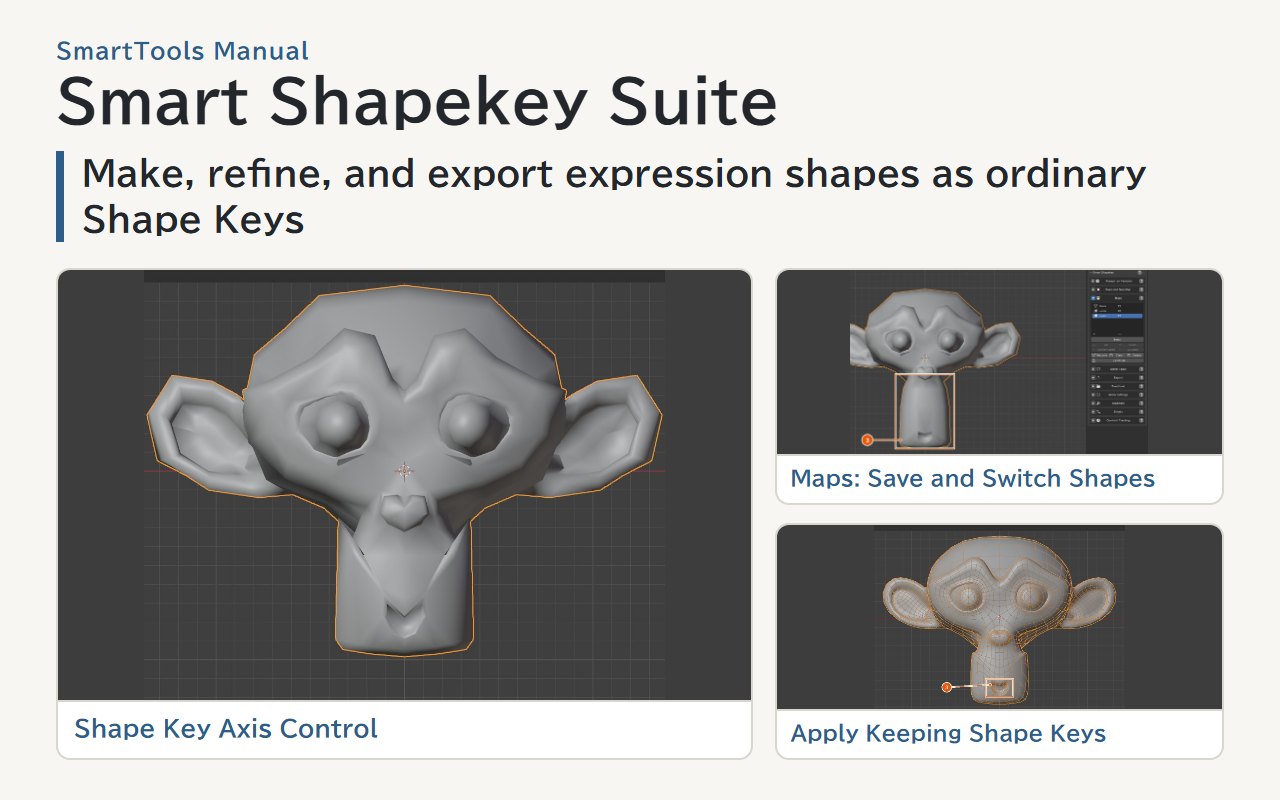 SmartTools Manual
Smart Shapekey Suite
Make, refine, and export expression shapes as ordinary
Shape Keys
Shape Key Axis Control
Maps: Save and Switch Shapes
Apply Keeping Shape Keys